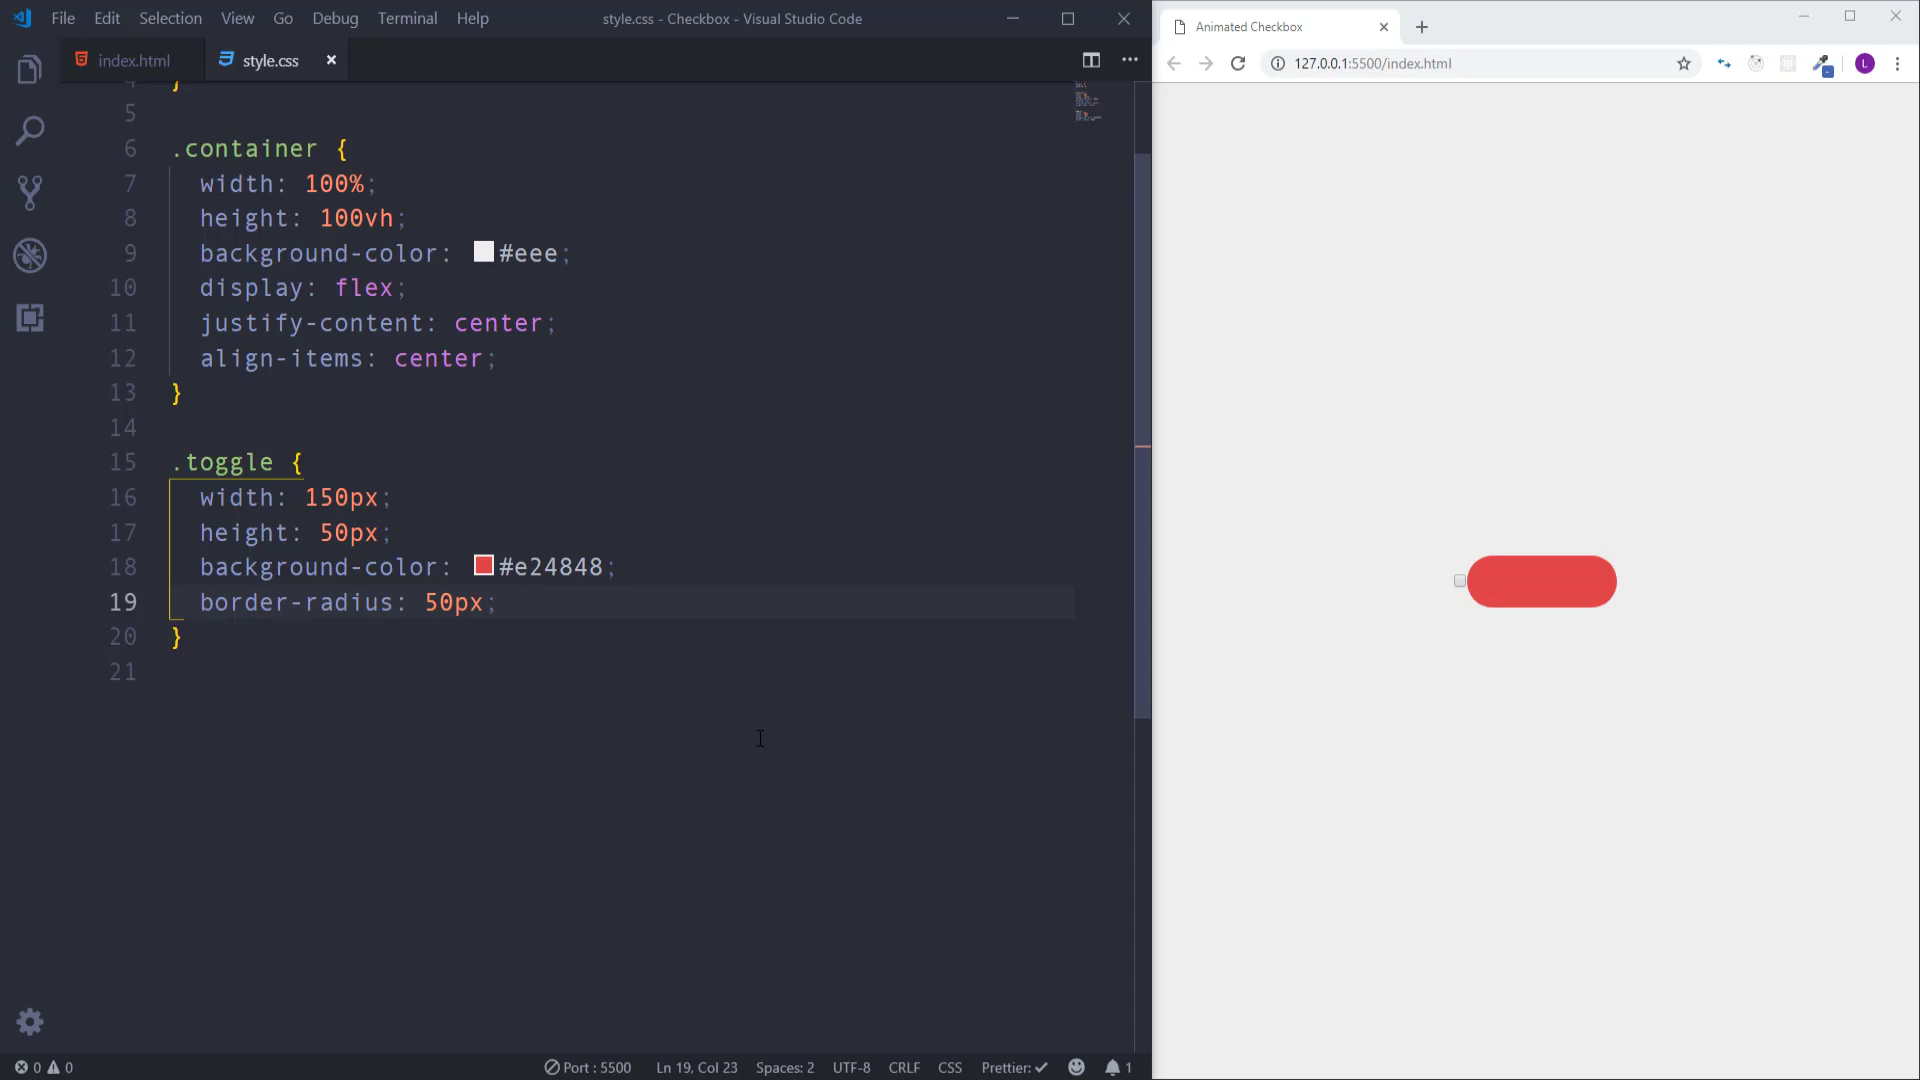 File Edit Selection View Go Debug Terminal Help
style.css - Checkbox - Visual Studio Code
index.html
style.css
4 }
5
6 .container {
7 width: 100%;
8 height: 100vh;
9 background-color: #eee;
10 display: flex;
11 justify-content: center;
12 align-items: center;
13 }
14
15 .toggle {
16 width: 150px;
17 height: 50px;
18 background-color: #e24848;
19 border-radius: 50px;
20 }
21
0 0
Port : 5500 Ln 19, Col 23 Spaces: 2 UTF-8 CRLF CSS Prettier: 1
Animated Checkbox
127.0.0.1:5500/index.html
L